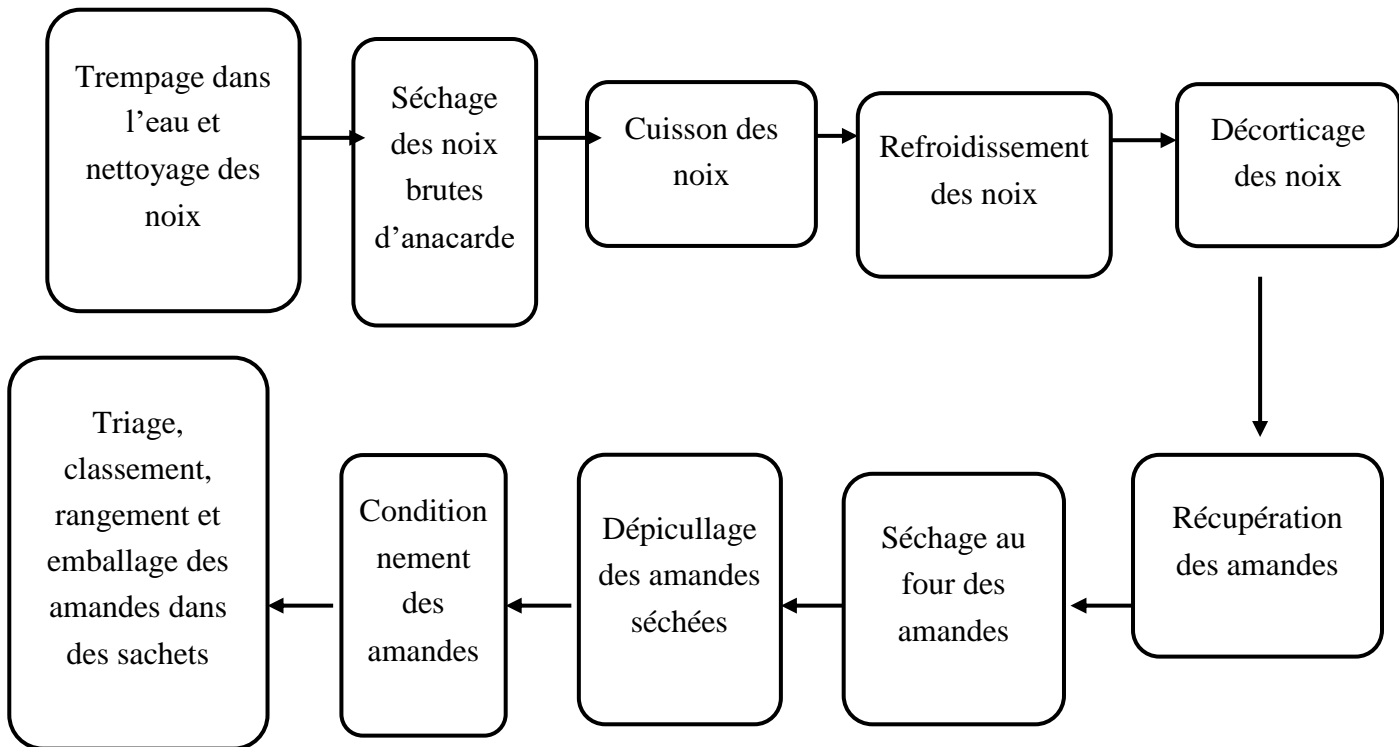 Trempage dans
l’eau et
nettoyage des
noix
Séchage
des noix
brutes
d’anacarde
Cuisson des
noix
Refroidissement
des noix
Décorticage
des noix
Récupération
des amandes
Séchage au
four des
amandes
Dépicullage
des amandes
séchées
Condition
nement
des
amandes
Triage,
classement,
rangement et
emballage des
amandes dans
des sachets